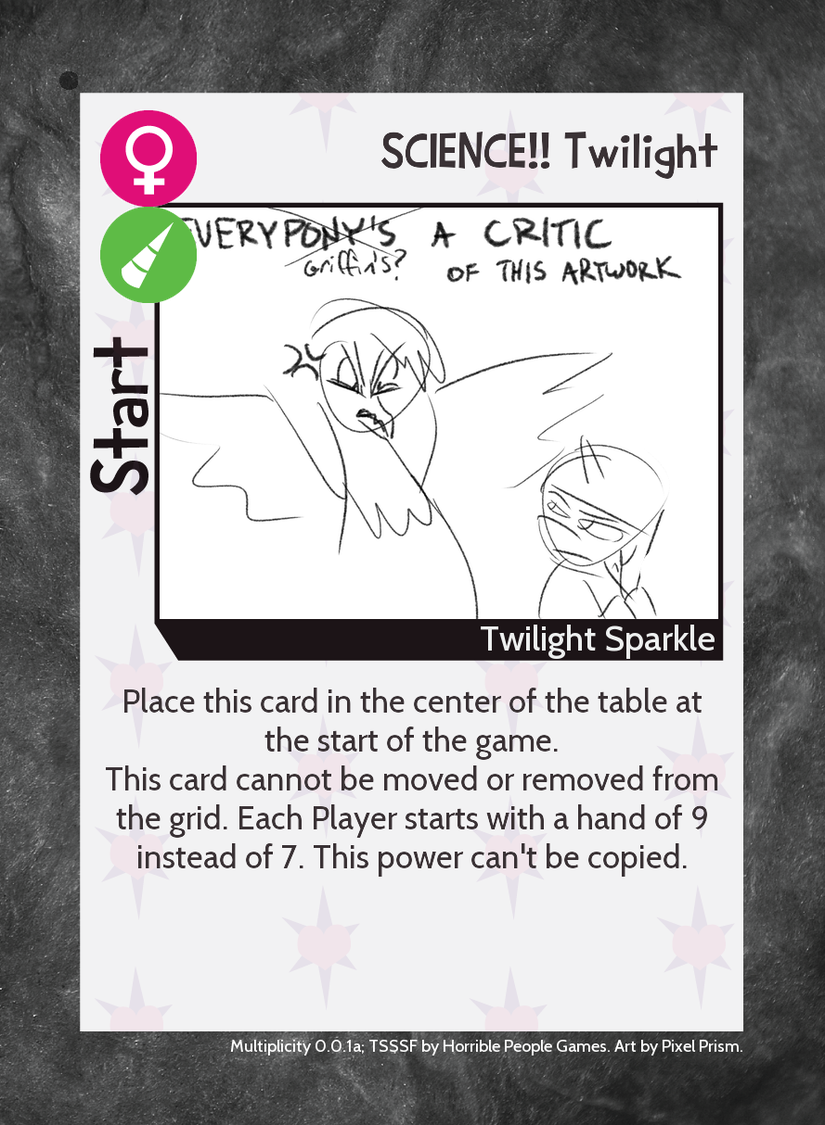 SCIENCE!! Twilight
EVERYPONY'S A CRITIC
Griffin's? OF THIS ARTWORK
Start
Twilight Sparkle
Place this card in the center of the table at
the start of the game.
This card cannot be moved or removed from
the grid. Each Player starts with a hand of 9
instead of 7. This power can't be copied.
Multiplicity 0.0.1a; TSSSF by Horrible People Games. Art by Pixel Prism.